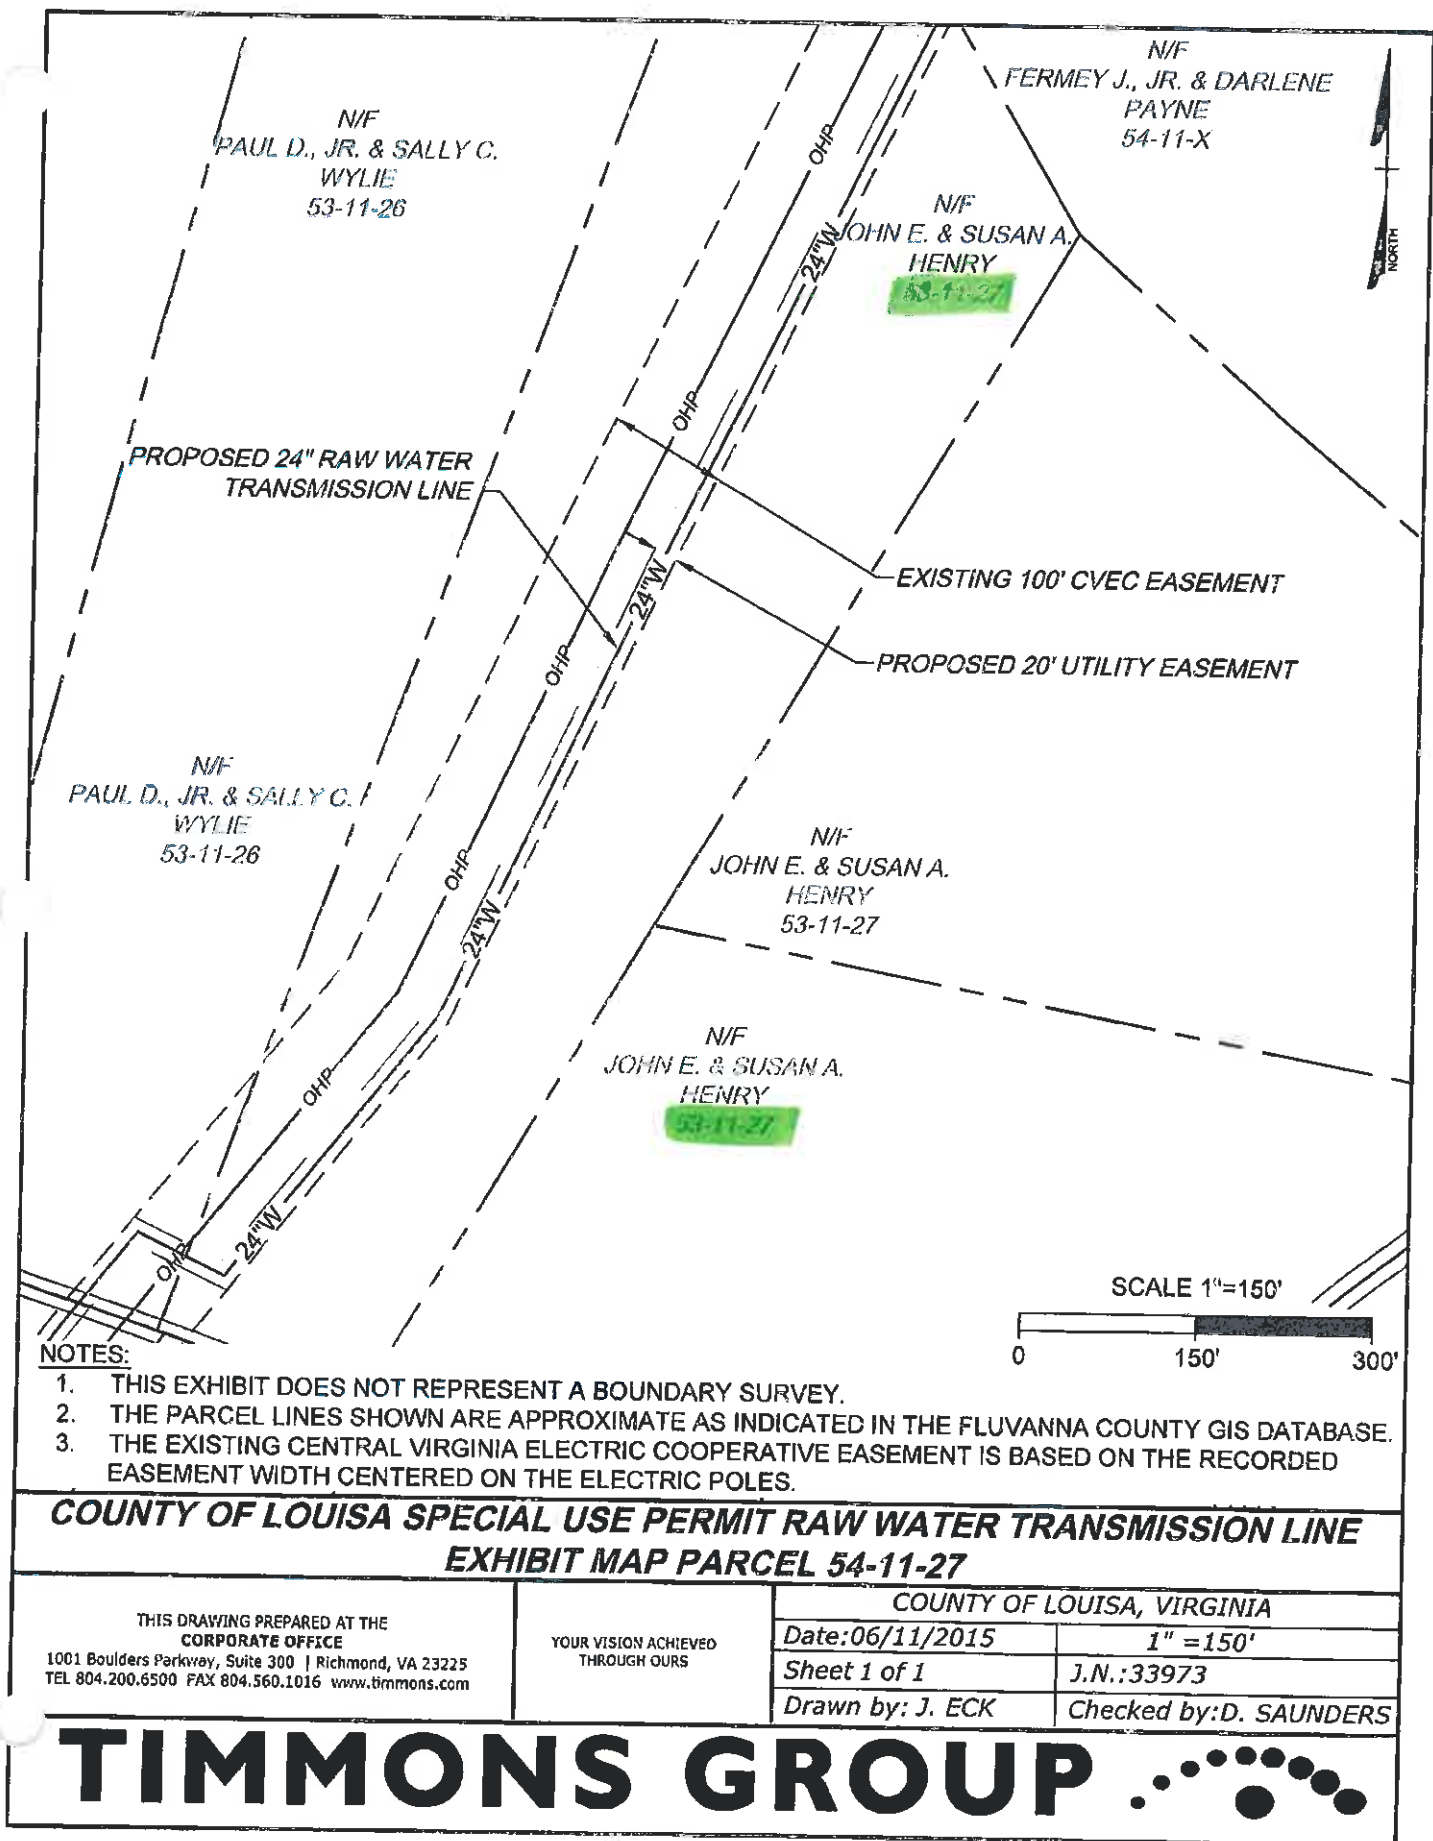 N/F
FERMEY J., JR. & DARLENE
PAYNE
54-11-X
N/F
PAUL D., JR. & SALLY C.
WYLIE
53-11-26
OHP
NORTH
N/F
JOHN E. & SUSAN A.
HENRY
53-11-27
24"W
OHP
PROPOSED 24" RAW WATER
TRANSMISSION LINE
EXISTING 100' CVEC EASEMENT
24"W
PROPOSED 20' UTILITY EASEMENT
OHP
N/F
PAUL D., JR. & SALLY C.
WYLIE
53-11-26
N/F
JOHN E. & SUSAN A.
HENRY
53-11-27
OHP
24"W
N/F
JOHN E. & SUSAN A.
HENRY
53-11-27
OHP
24"W
OHP
SCALE 1"=150'
0 150' 300'
NOTES:
1. THIS EXHIBIT DOES NOT REPRESENT A BOUNDARY SURVEY.
2. THE PARCEL LINES SHOWN ARE APPROXIMATE AS INDICATED IN THE FLUVANNA COUNTY GIS DATABASE.
3. THE EXISTING CENTRAL VIRGINIA ELECTRIC COOPERATIVE EASEMENT IS BASED ON THE RECORDED
EASEMENT WIDTH CENTERED ON THE ELECTRIC POLES.
COUNTY OF LOUISA SPECIAL USE PERMIT RAW WATER TRANSMISSION LINE
EXHIBIT MAP PARCEL 54-11-27
THIS DRAWING PREPARED AT THE
CORPORATE OFFICE
1001 Boulders Parkway, Suite 300 | Richmond, VA 23225
TEL 804.200.6500 FAX 804.560.1016 www.timmons.com
YOUR VISION ACHIEVED
THROUGH OURS
COUNTY OF LOUISA, VIRGINIA
Date:06/11/2015
1" =150'
Sheet 1 of 1
J.N.:33973
Drawn by: J. ECK
Checked by:D. SAUNDERS
TIMMONS GROUP